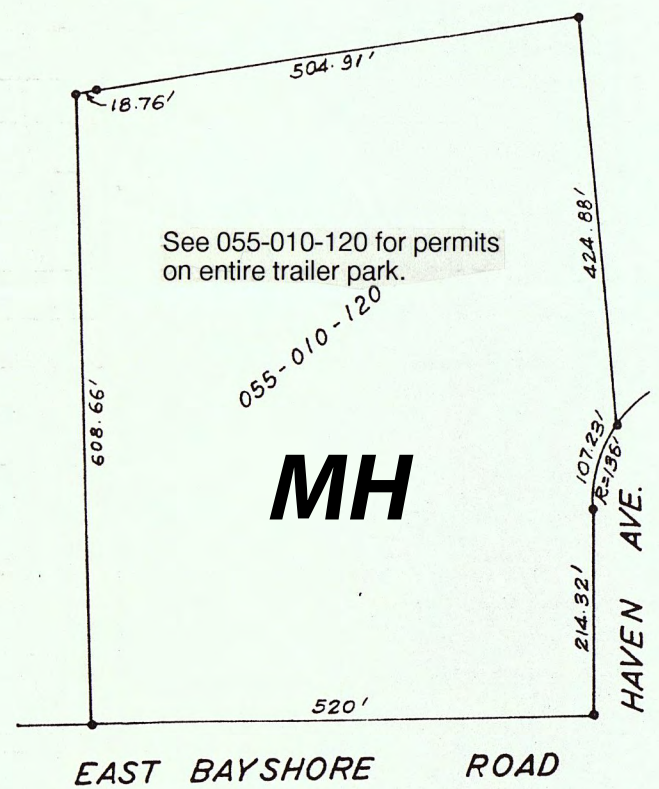 504.91'
18.76'
424.88'
See 055-010-120 for permits
on entire trailer park.
055-010-120
608.66'
107.23'
R=136'
MH
HAVEN AVE.
214.32'
520'
EAST BAYSHORE ROAD